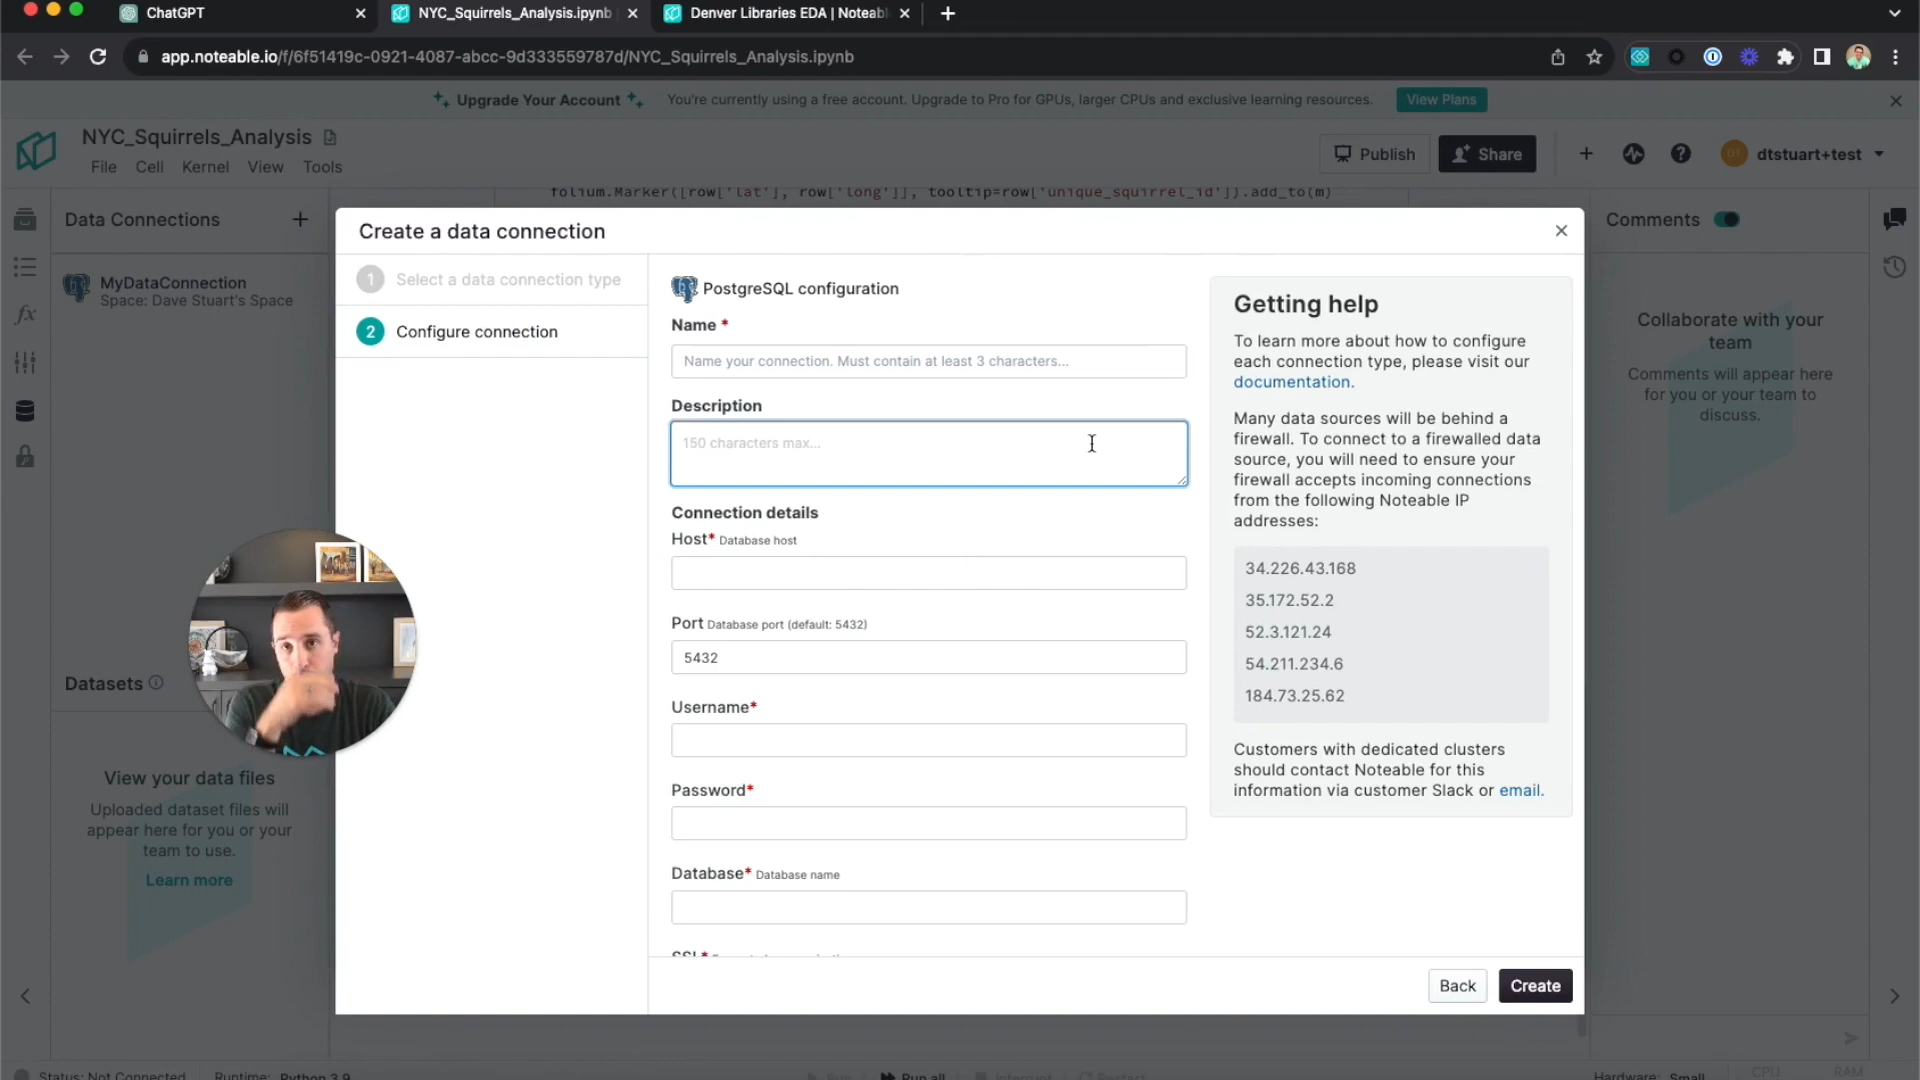 ChatGPT
NYC_Squirrels_Analysis.ipynb
Denver Libraries EDA | Noteabl
app.noteable.io/f/6f51419c-0921-4087-abcc-9d333559787d/NYC_Squirrels_Analysis.ipynb
Upgrade Your Account
You're currently using a free account. Upgrade to Pro for GPUs, larger CPUs and exclusive learning resources.
View Plans
NYC_Squirrels_Analysis
File Cell Kernel View Tools
Publish
Share
dtstuart+test
folium.Marker([row['lat'], row['long']], tooltip=row['unique_squirrel_id']).add_to(m)
Data Connections
MyDataConnection
Space: Dave Stuart's Space
Datasets
View your data files
Uploaded dataset files will
appear here for you or your
team to use.
Learn more
Create a data connection
1 Select a data connection type
2 Configure connection
PostgreSQL configuration
Name *
Name your connection. Must contain at least 3 characters...
Description
150 characters max...
Connection details
Host* Database host
Port Database port (default: 5432)
5432
Username*
Password*
Database* Database name
SSL*
Getting help
To learn more about how to configure
each connection type, please visit our
documentation.
Many data sources will be behind a
firewall. To connect to a firewalled data
source, you will need to ensure your
firewall accepts incoming connections
from the following Noteable IP
addresses:
34.226.43.168
35.172.52.2
52.3.121.24
54.211.234.6
184.73.25.62
Customers with dedicated clusters
should contact Noteable for this
information via customer Slack or email.
Back
Create
Comments
Collaborate with your
team
Comments will appear here
for you or your team to
discuss.
Status: Not Connected
Runtime: Python 3.9
Run
Run all
Interrupt
Restart
Hardware: Small
CPU
RAM